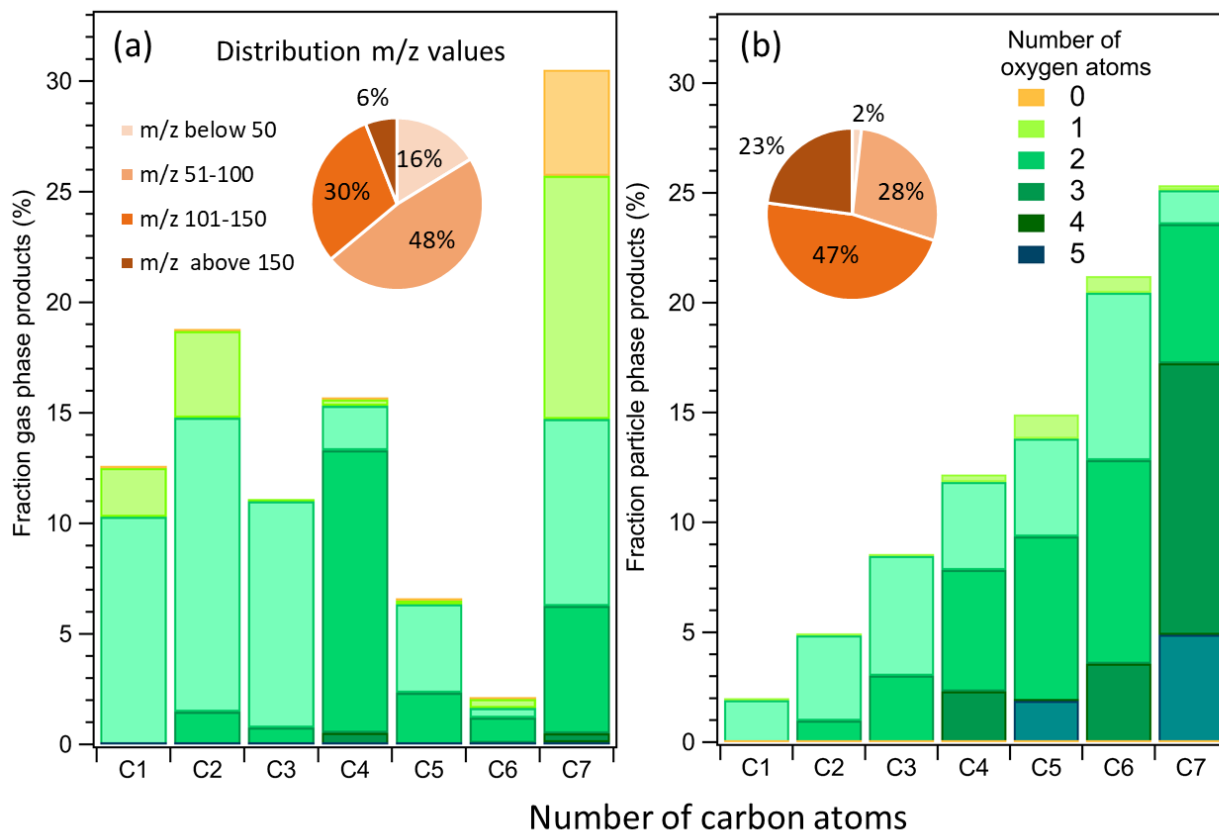 (a)
Distribution m/z values
m/z below 50
m/z 51-100
m/z 101-150
m/z above 150
6%
16%
30%
48%
Fraction gas phase products (%)
30
25
20
15
10
5
0
C1 C2 C3 C4 C5 C6 C7
(b)
Number of
oxygen atoms
0
1
2
3
4
5
2%
23%
28%
47%
Fraction particle phase products (%)
30
25
20
15
10
5
0
C1 C2 C3 C4 C5 C6 C7
Number of carbon atoms